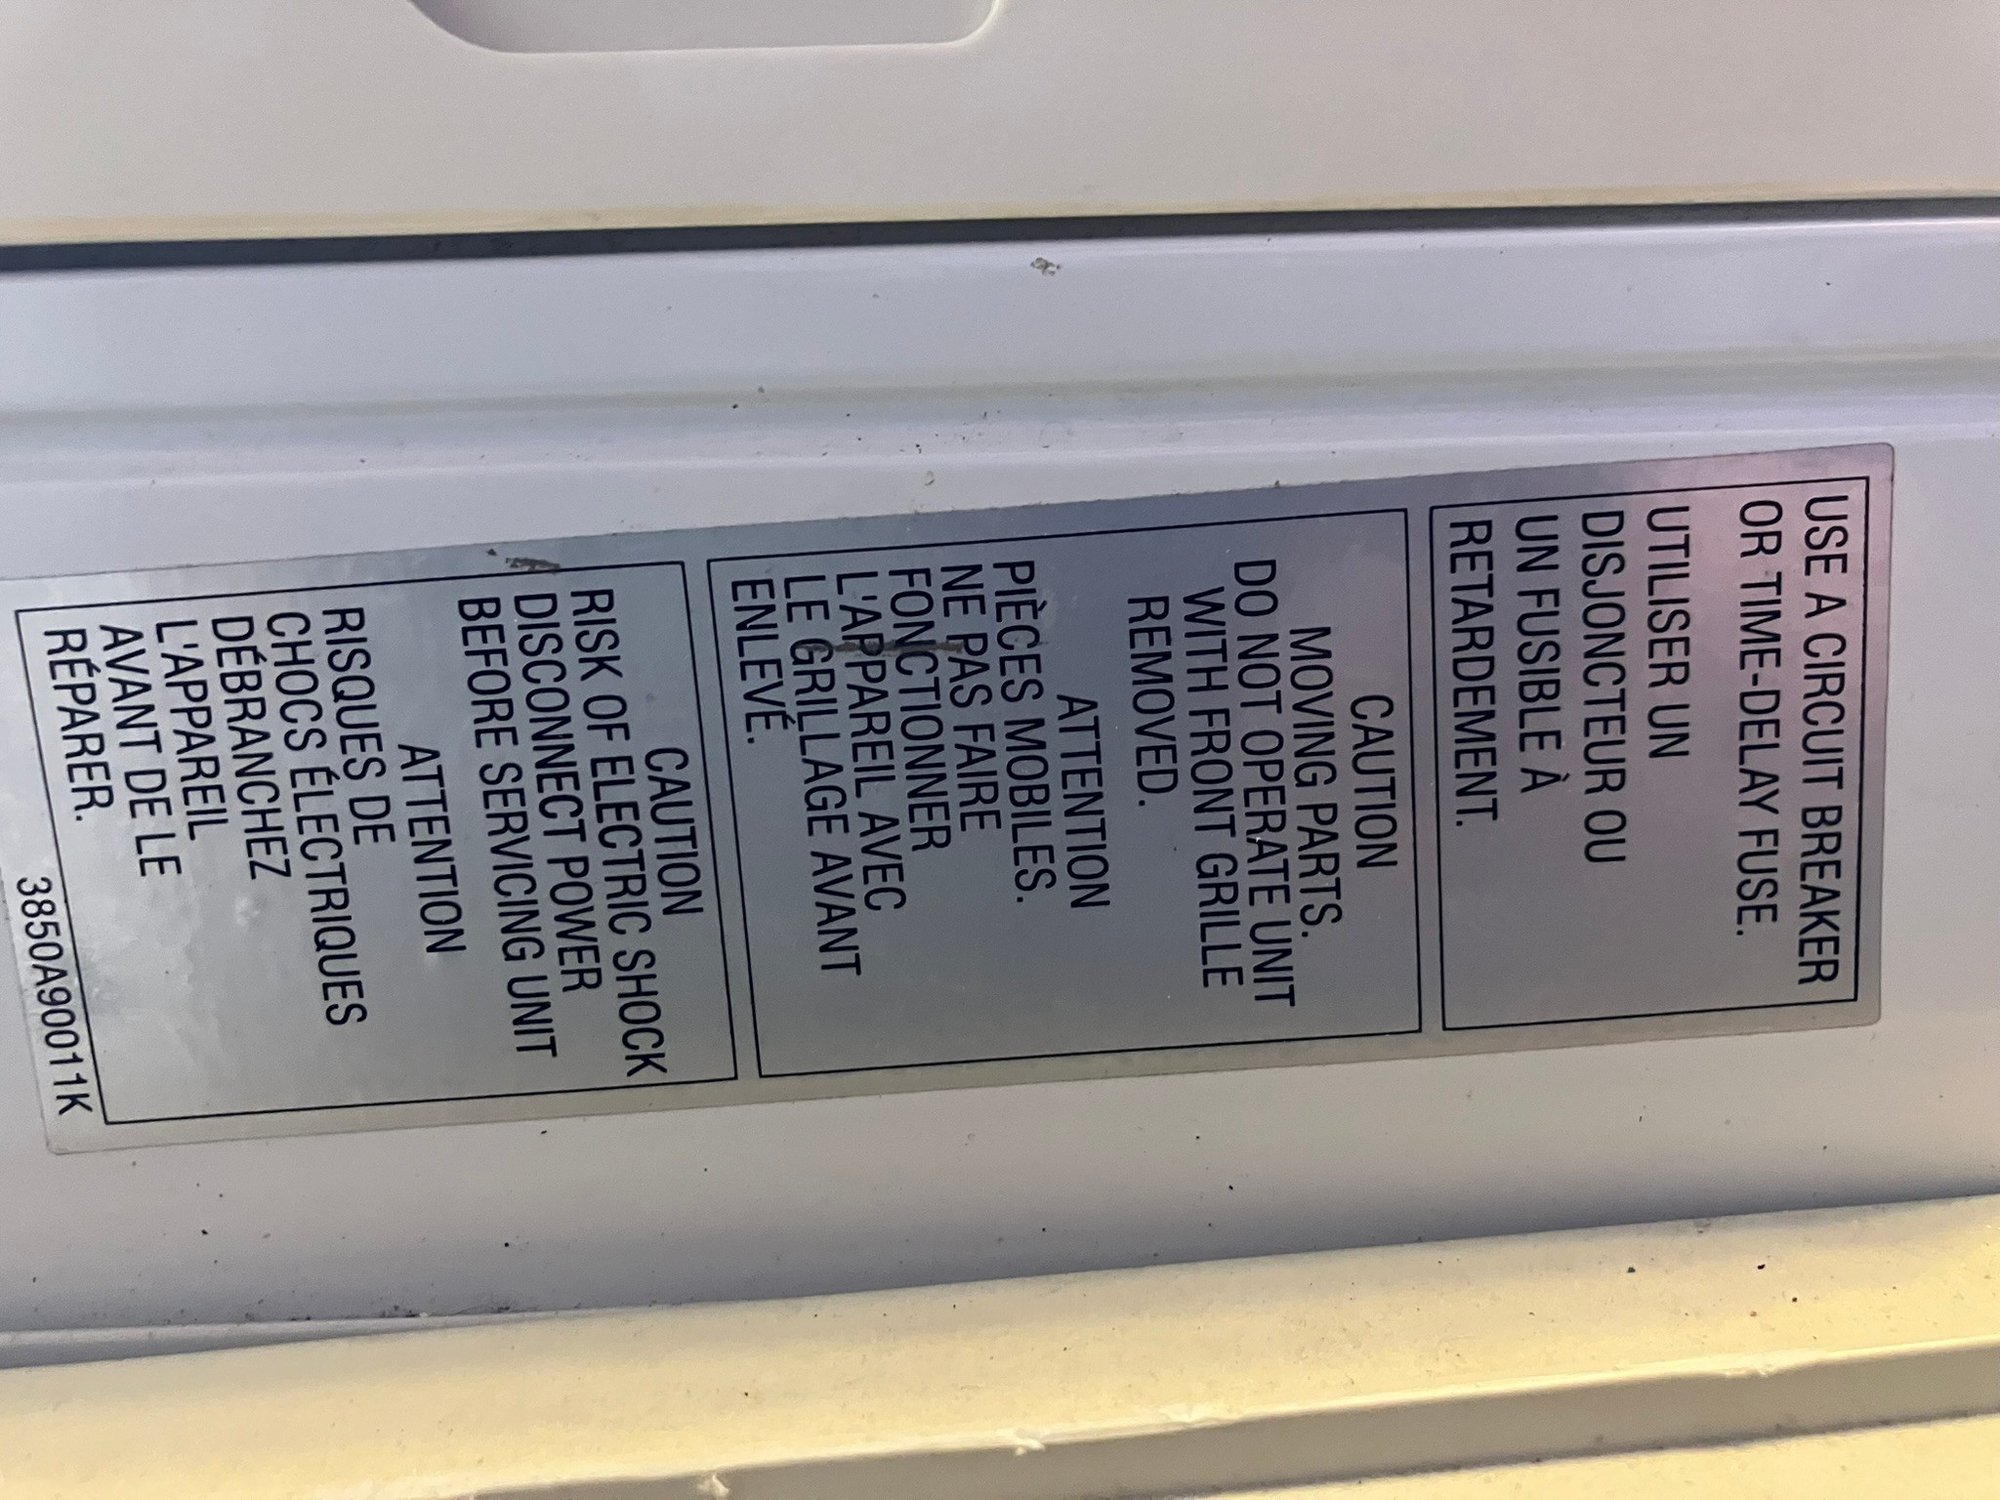 USE A CIRCUIT BREAKER
OR TIME-DELAY FUSE.
UTILISER UN
DISJONCTEUR OU
UN FUSIBLE À
RETARDEMENT.
CAUTION
MOVING PARTS.
DO NOT OPERATE UNIT
WITH FRONT GRILLE
REMOVED.
ATTENTION
PIÈCES MOBILES.
NE PAS FAIRE
FONCTIONNER
L'APPAREIL AVEC
LE GRILLAGE AVANT
ENLEVÉ.
CAUTION
RISK OF ELECTRIC SHOCK
DISCONNECT POWER
BEFORE SERVICING UNIT
ATTENTION
RISQUES DE
CHOCS ÉLECTRIQUES
DÉBRANCHEZ
L'APPAREIL
AVANT DE LE
RÉPARER.
3850A90011K